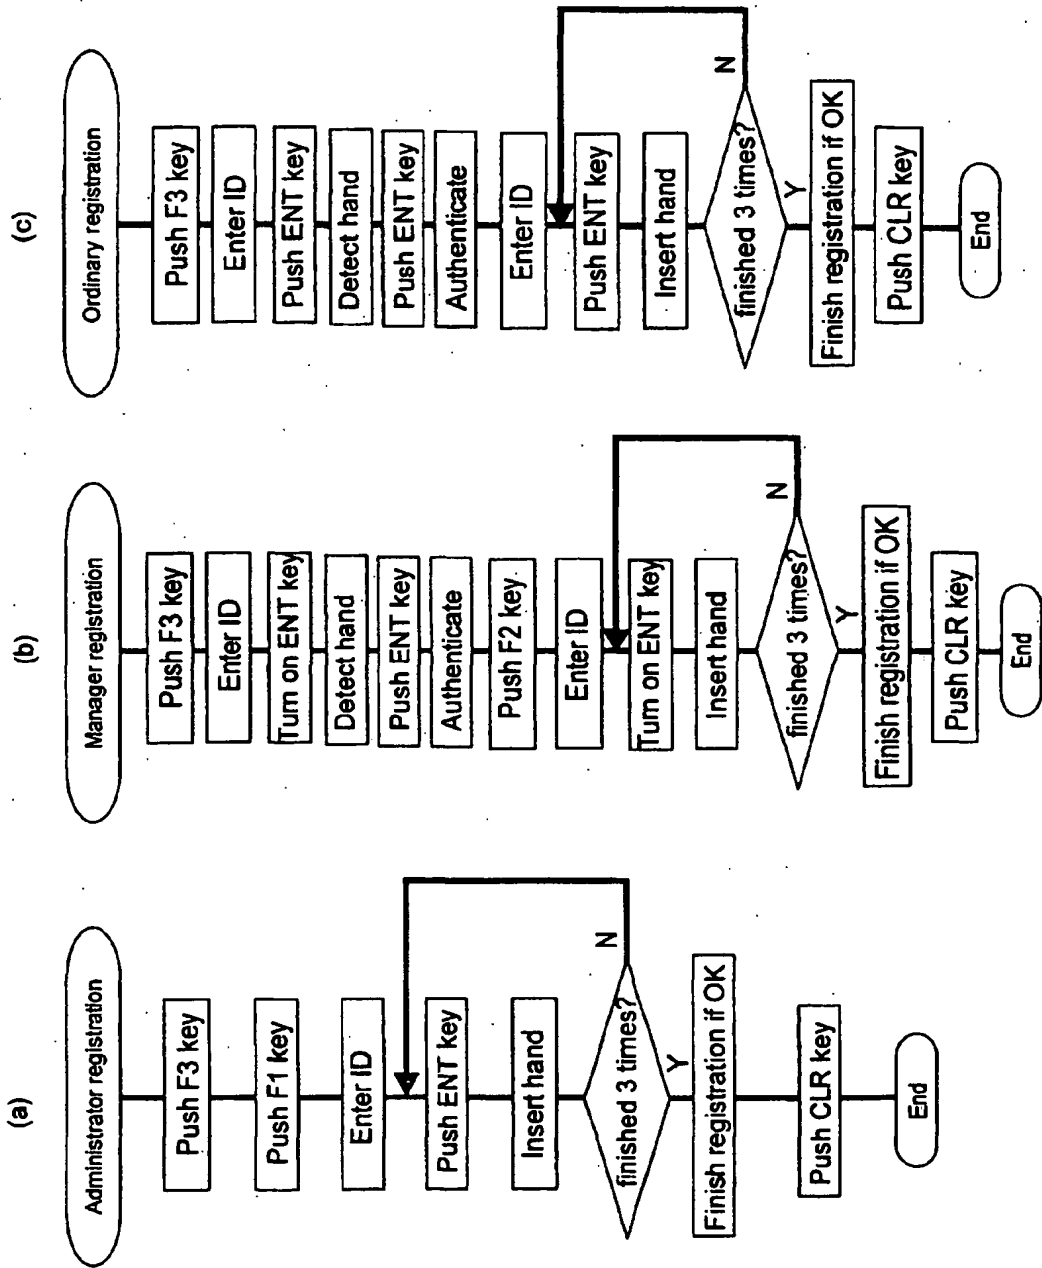 (a)
Administrator registration
Push F3 key
Push F1 key
Enter ID
Push ENT key
Insert hand
finished 3 times?
N
Y
Finish registration if OK
Push CLR key
End
(b)
Manager registration
Push F3 key
Enter ID
Turn on ENT key
Detect hand
Push ENT key
Authenticate
Push F2 key
Enter ID
Turn on ENT key
Insert hand
finished 3 times?
N
Y
Finish registration if OK
Push CLR key
End
(c)
Ordinary registration
Push F3 key
Enter ID
Push ENT key
Detect hand
Push ENT key
Authenticate
Enter ID
Push ENT key
Insert hand
finished 3 times?
N
Y
Finish registration if OK
Push CLR key
End